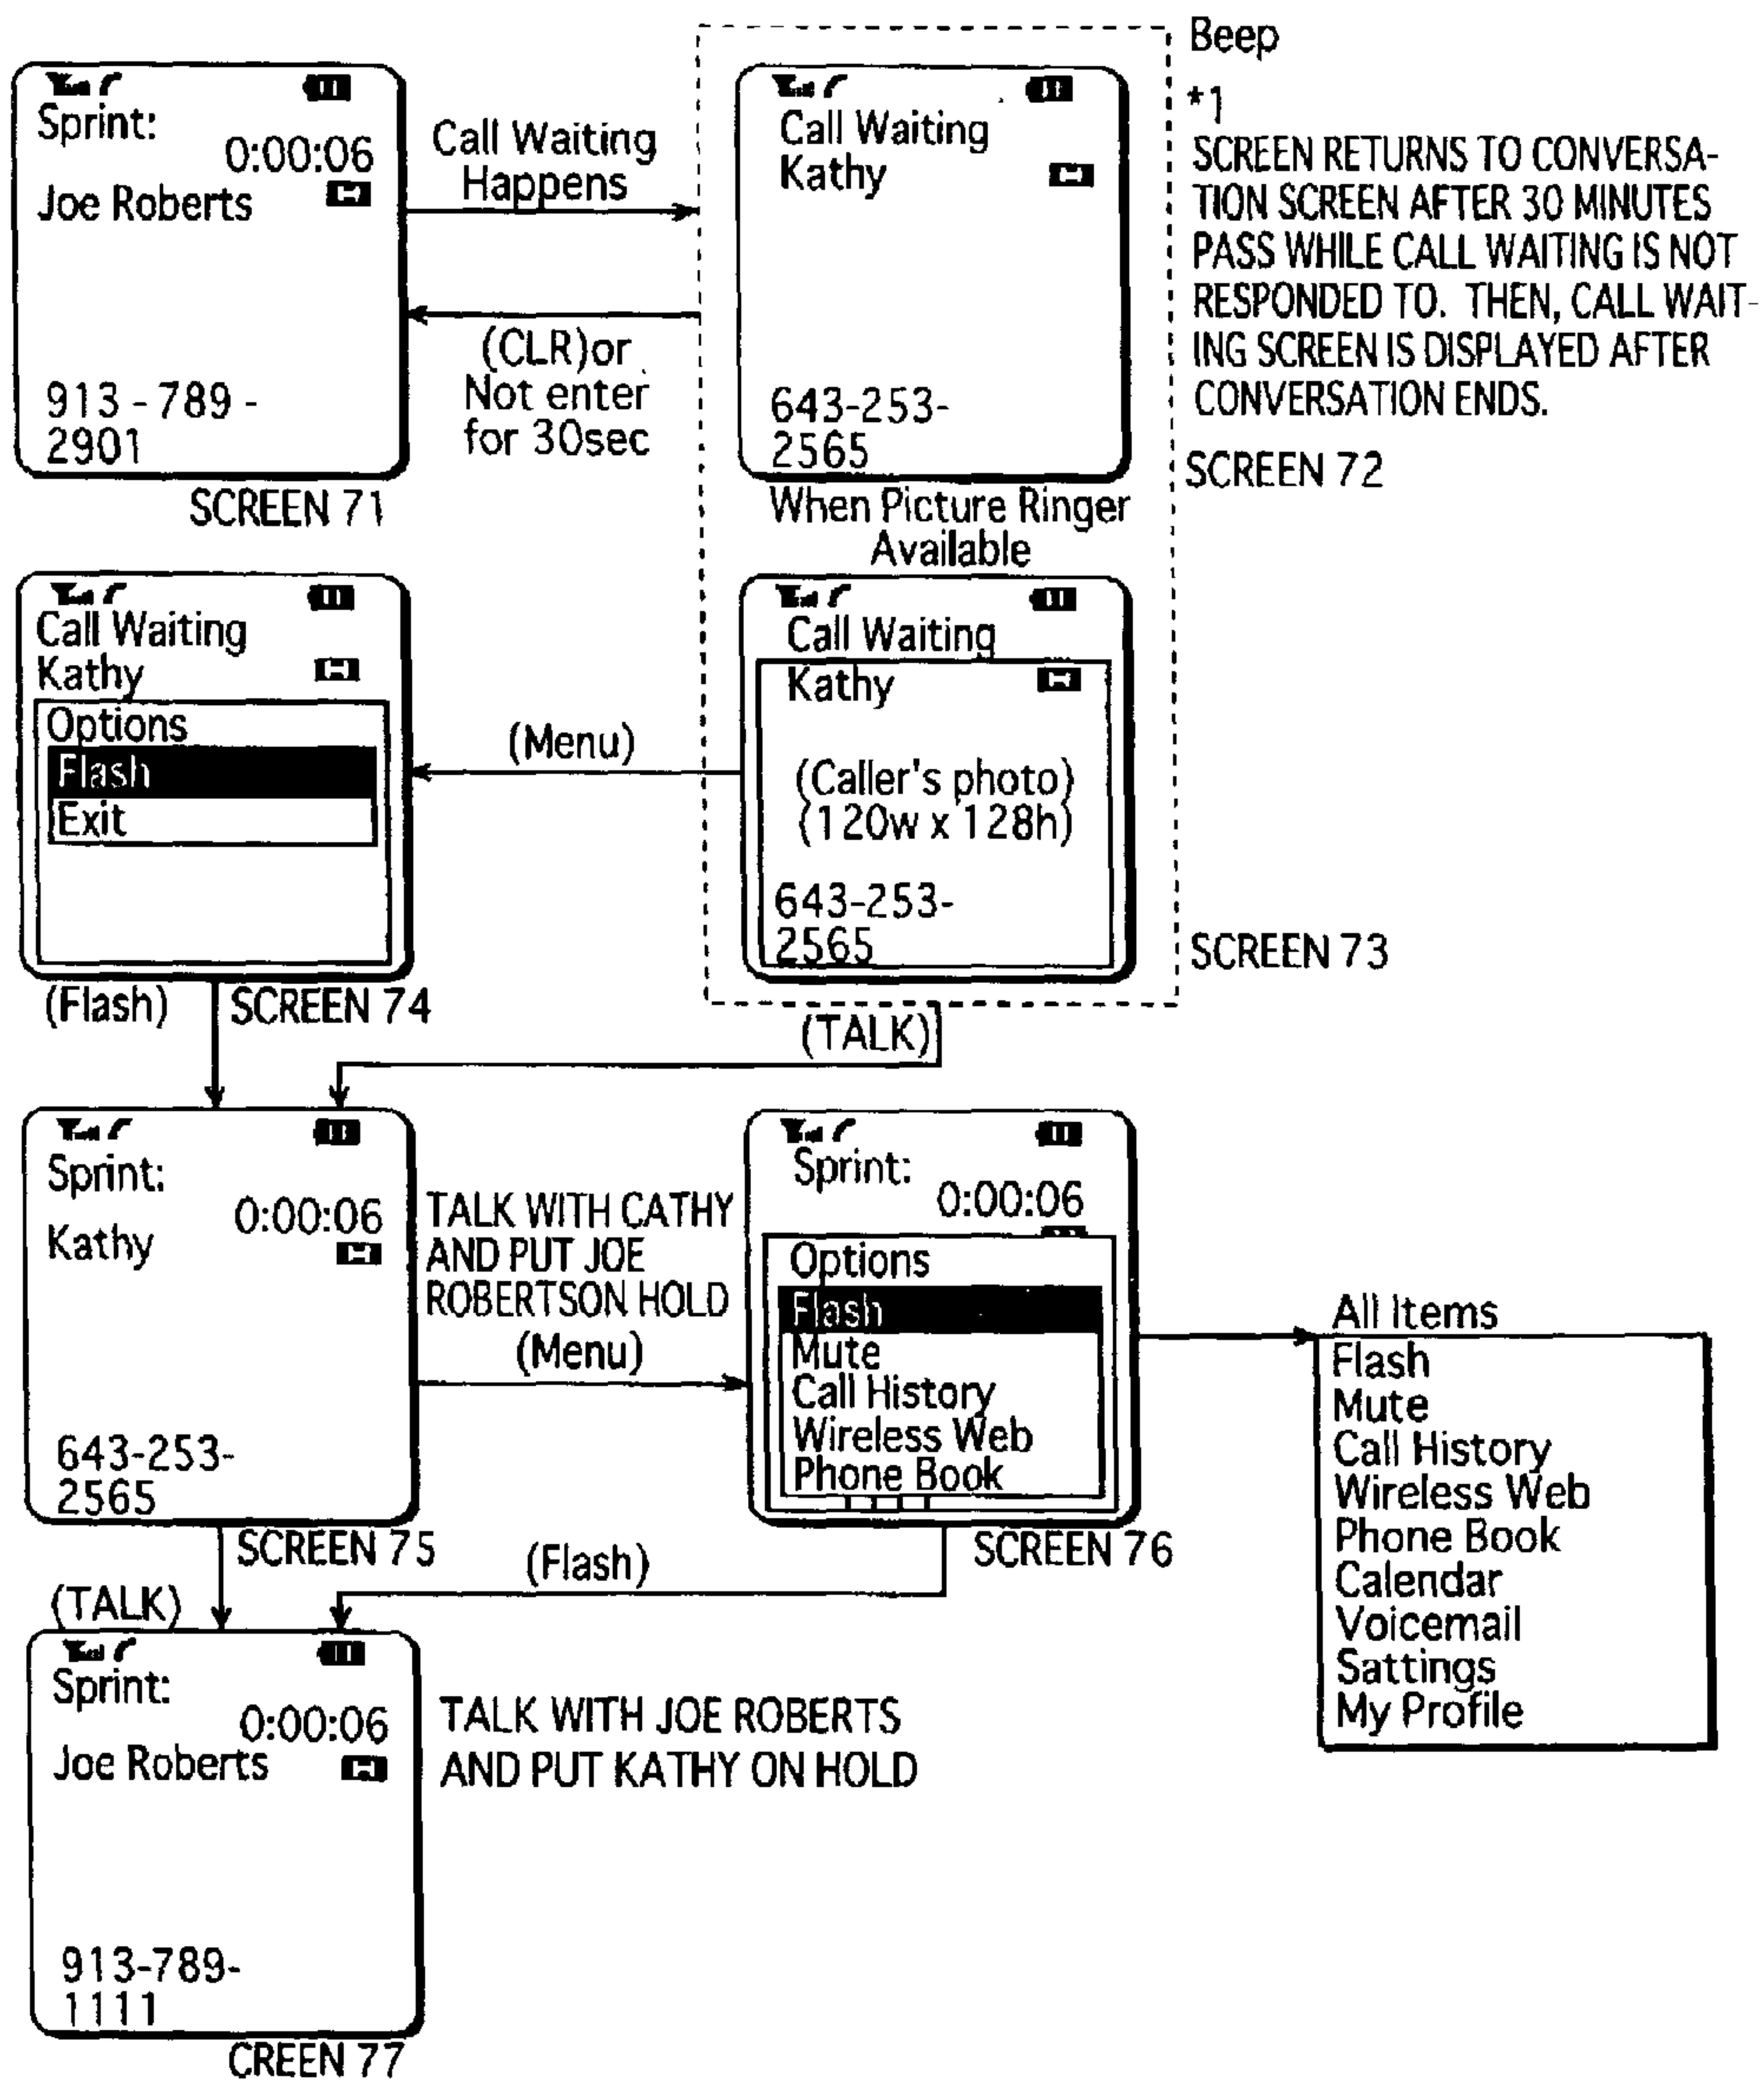 Sprint:
0:00:06
Joe Roberts
913 - 789 -
2901
SCREEN 71
Call Waiting
Happens
(CLR)or
Not enter
for 30sec
Call Waiting
Kathy
643-253-
2565
When Picture Ringer
Available
Beep
*1
SCREEN RETURNS TO CONVERSA-
TION SCREEN AFTER 30 MINUTES
PASS WHILE CALL WAITING IS NOT
RESPONDED TO. THEN, CALL WAIT-
ING SCREEN IS DISPLAYED AFTER
CONVERSATION ENDS.
SCREEN 72
Call Waiting
Kathy
Options
Flash
Exit
(Flash)
SCREEN 74
(Menu)
Call Waiting
Kathy
(Caller's photo)
(120w x 128h)
643-253-
2565
SCREEN 73
(TALK)
Sprint:
0:00:06
Kathy
643-253-
2565
SCREEN 75
TALK WITH CATHY
AND PUT JOE
ROBERTSON HOLD
(Menu)
Sprint:
0:00:06
Options
Flash
Mute
Call History
Wireless Web
Phone Book
SCREEN 76
All Items
Flash
Mute
Call History
Wireless Web
Phone Book
Calendar
Voicemail
Sattings
My Profile
(Flash)
(TALK)
Sprint:
0:00:06
Joe Roberts
913-789-
1111
CREEN 77
TALK WITH JOE ROBERTS
AND PUT KATHY ON HOLD